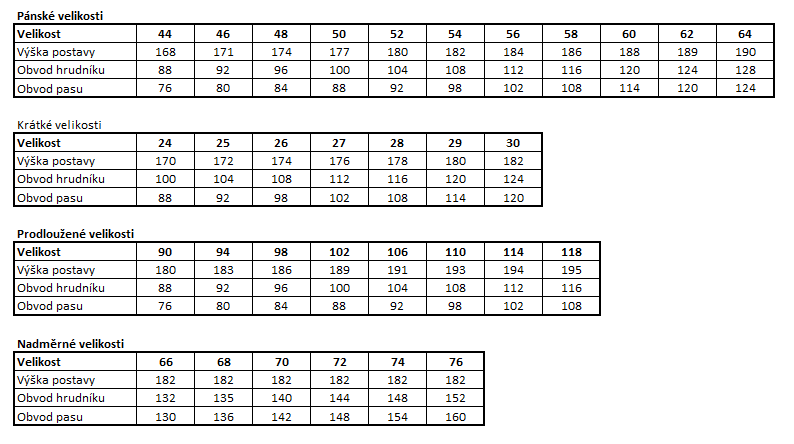 Pánské velikosti
Velikost 44 46 48 50 52 54 56 58 60 62 64
Výška postavy 168 171 174 177 180 182 184 186 188 189 190
Obvod hrudníku 88 92 96 100 104 108 112 116 120 124 128
Obvod pasu 76 80 84 88 92 98 102 108 114 120 124
Krátké velikosti
Velikost 24 25 26 27 28 29 30
Výška postavy 170 172 174 176 178 180 182
Obvod hrudníku 100 104 108 112 116 120 124
Obvod pasu 88 92 98 102 108 114 120
Prodloužené velikosti
Velikost 90 94 98 102 106 110 114 118
Výška postavy 180 183 186 189 191 193 194 195
Obvod hrudníku 88 92 96 100 104 108 112 116
Obvod pasu 76 80 84 88 92 98 102 108
Nadměrné velikosti
Velikost 66 68 70 72 74 76
Výška postavy 182 182 182 182 182 182
Obvod hrudníku 132 135 140 144 148 152
Obvod pasu 130 136 142 148 154 160